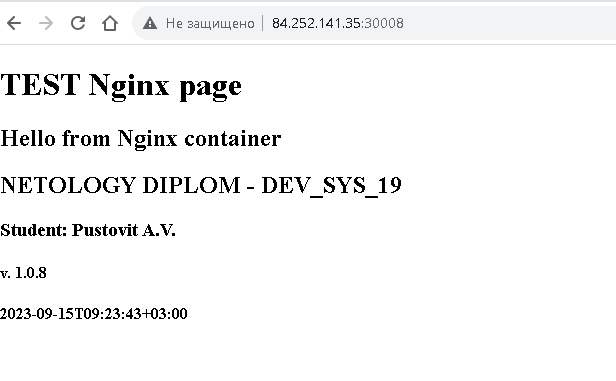 Не защищено | 84.252.141.35:30008
TEST Nginx page
Hello from Nginx container
NETOLOGY DIPLOM - DEV_SYS_19
Student: Pustovit A.V.
v. 1.0.8
2023-09-15T09:23:43+03:00